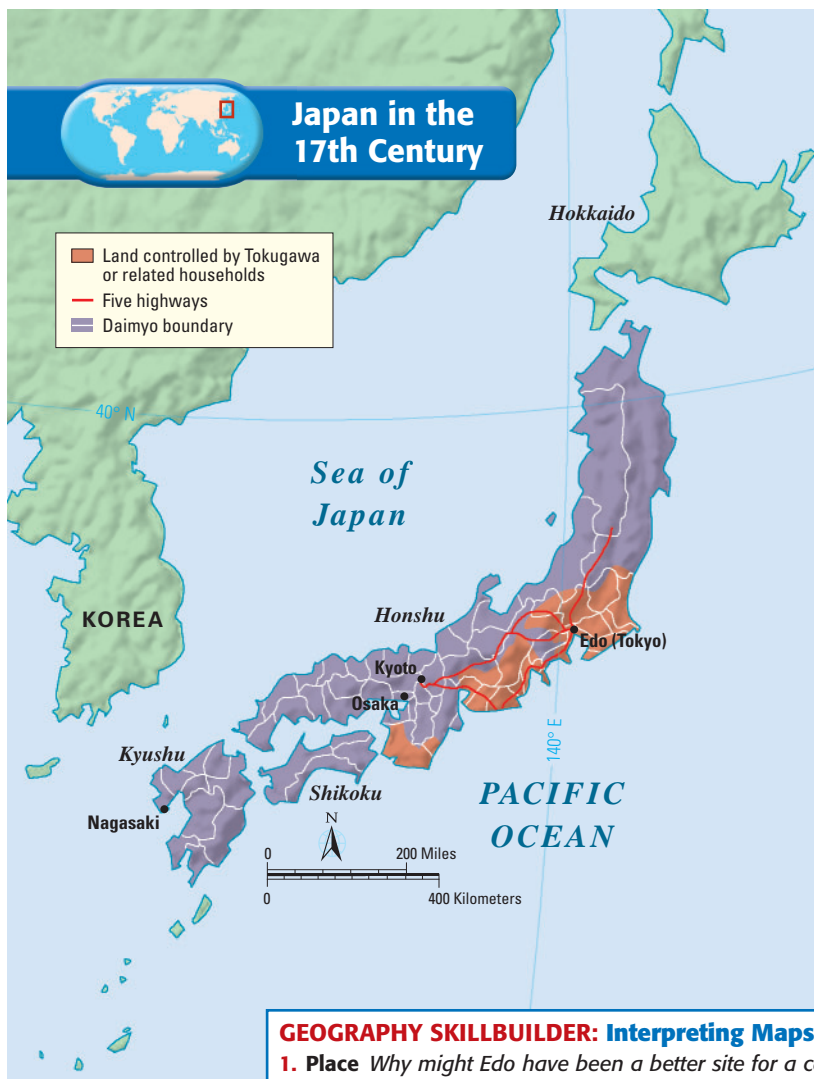 Japan in the
17th Century
Hokkaido
Land controlled by Tokugawa
or related households
Five highways
Daimyo boundary
40° N
Sea of
Japan
KOREA
Honshu
Edo (Tokyo)
Kyoto
Osaka
140° E
Kyushu
Shikoku
PACIFIC
OCEAN
Nagasaki
N
0 200 Miles
0 400 Kilometers
GEOGRAPHY SKILLBUILDER: Interpreting Maps
1. Place Why might Edo have been a better site for a